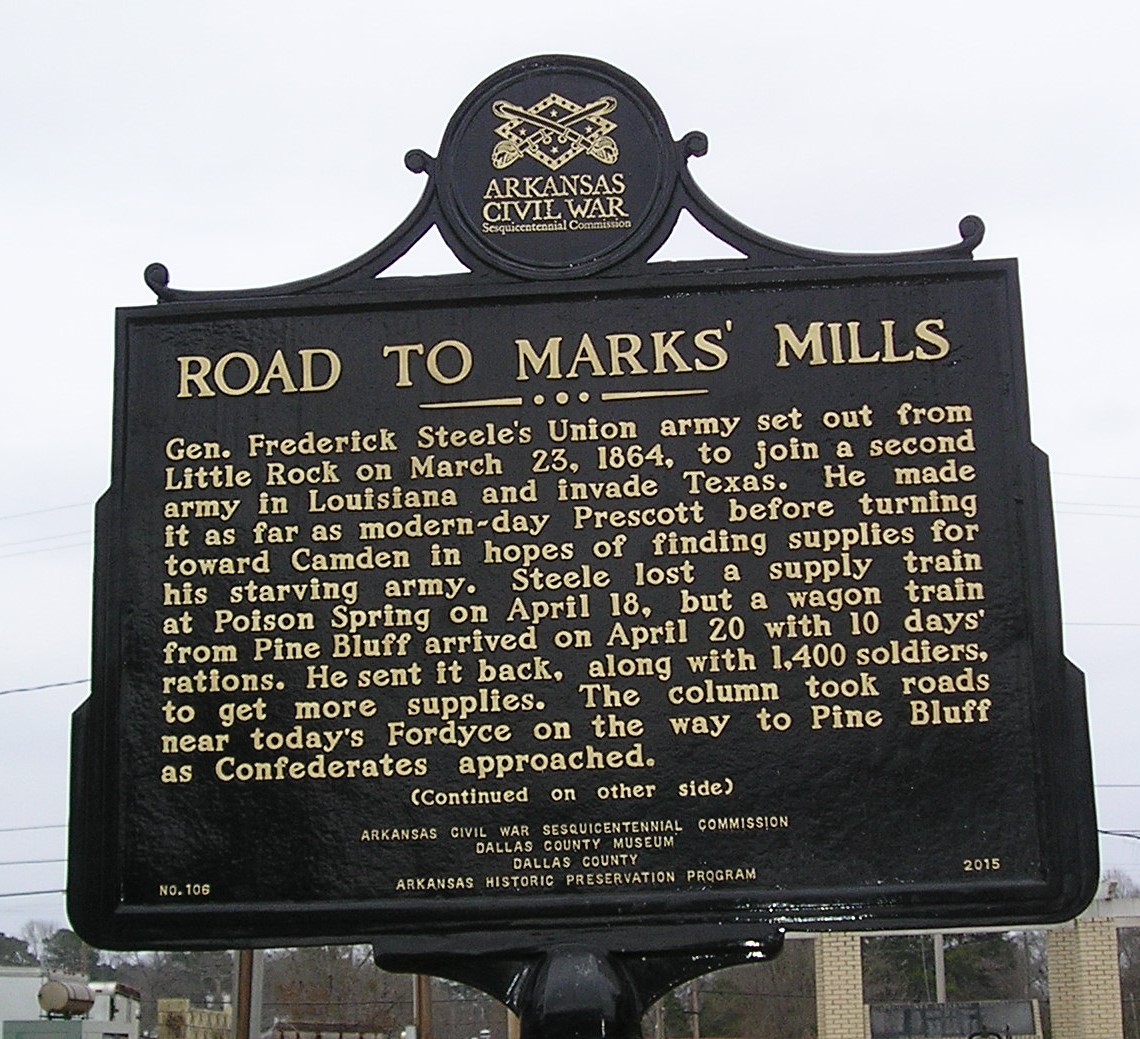 ARKANSAS
CIVIL WAR
Sesquicentennial Commission
ROAD TO MARKS' MILLS
Gen. Frederick Steele's Union army set out from
Little Rock on March 23, 1864, to join a second
army in Louisiana and invade Texas. He made
it as far as modern-day Prescott before turning
toward Camden in hopes of finding supplies for
his starving army. Steele lost a supply train
at Poison Spring on April 18, but a wagon train
from Pine Bluff arrived on April 20 with 10 days'
rations. He sent it back, along with 1,400 soldiers,
to get more supplies. The column took roads
near today's Fordyce on the way to Pine Bluff
as Confederates approached.
(Continued on other side)
ARKANSAS CIVIL WAR SESQUICENTENNIAL COMMISSION
DALLAS COUNTY MUSEUM
DALLAS COUNTY
ARKANSAS HISTORIC PRESERVATION PROGRAM
NO. 106
2015